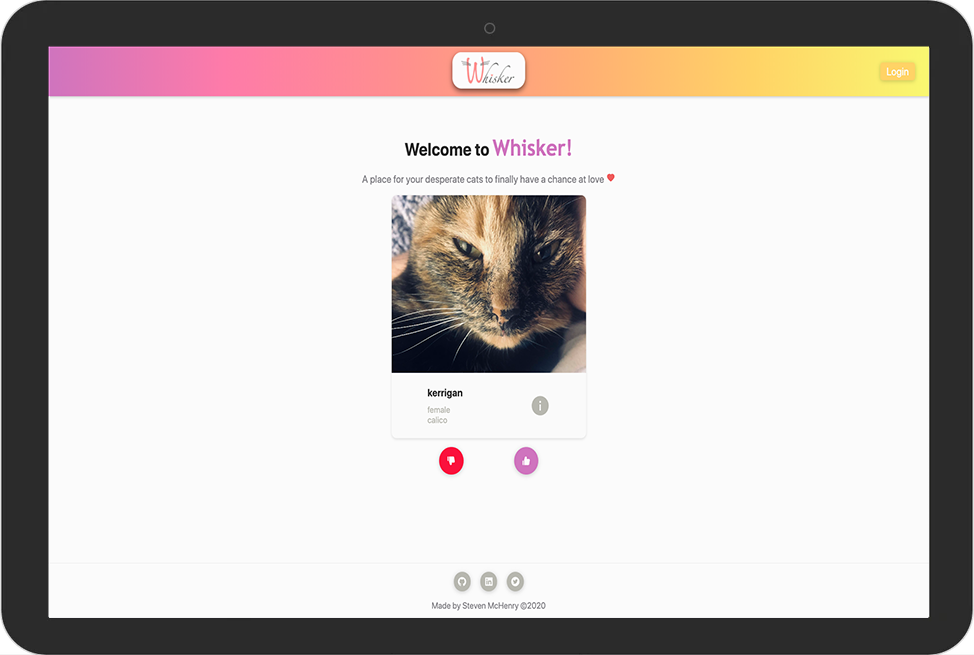 Whisker
Login
Welcome to Whisker!
A place for your desperate cats to finally have a chance at love
kerrigan
female
calico
Made by Steven McHenry ©2020